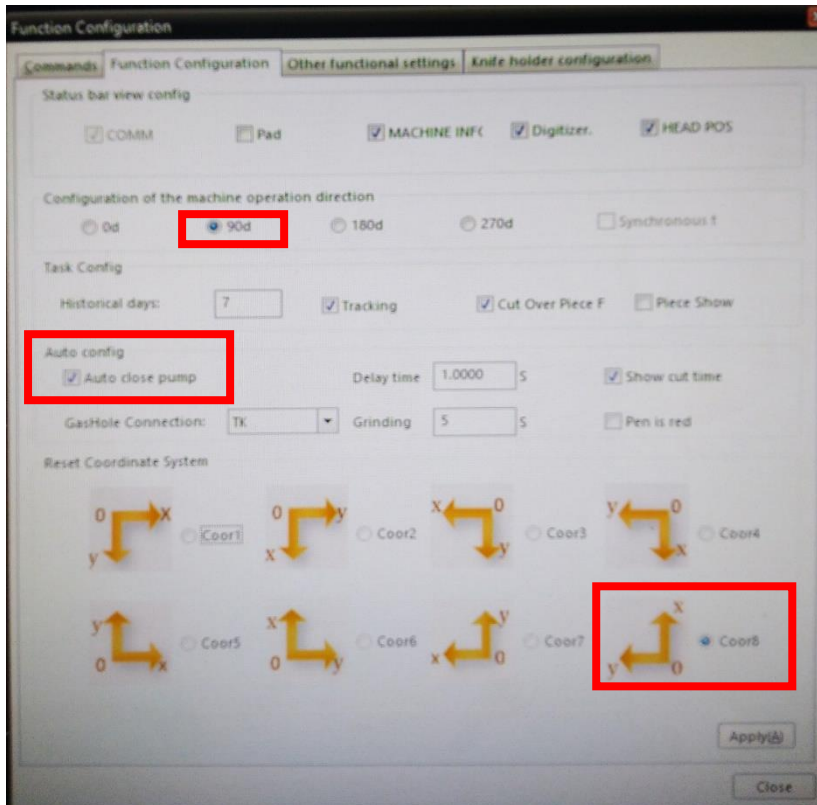 Function Configuration
Commands Function Configuration Other functional settings Knife holder configuration
Status bar view config
COMM Pad MACHINE INF( Digitizer. HEAD POS
Configuration of the machine operation direction
0d 90d 180d 270d Synchronous t
Task Config
Historical days: 7 Tracking Cut Over Piece F Piece Show
Auto config
Auto close pump Delay time 1.0000 S Show cut time
GasHole Connection: TK Grinding 5 S Pen is red
Reset Coordinate System
0 x y Coor1 0 y x Coor2 x 0 y Coor3 y 0 x Coor4
y 0 x Coor5 x 0 y Coor6 y x 0 Coor7 x y 0 Coor8
Apply(A)
Close